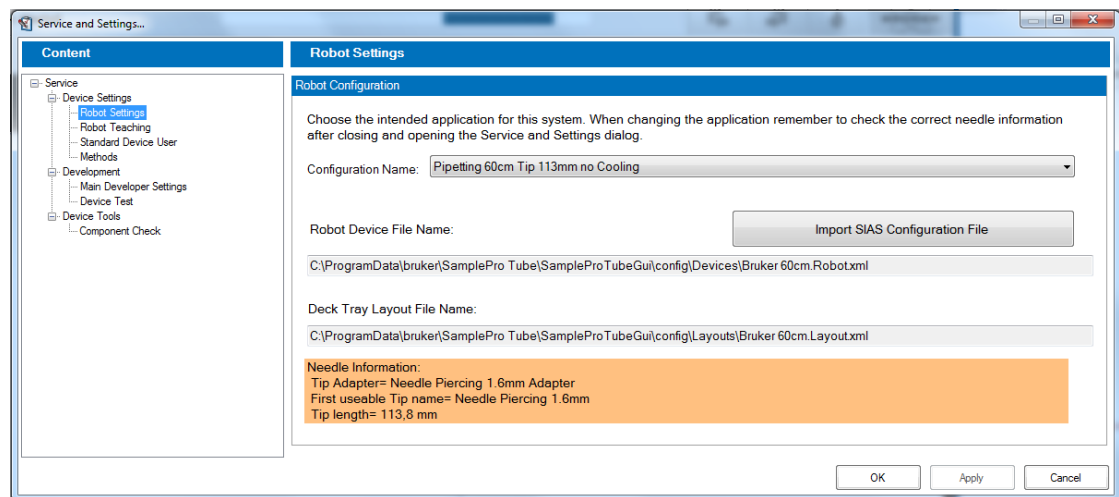 Service and Settings...
Content
Robot Settings
Service
Device Settings
Robot Settings
Robot Teaching
Standard Device User
Methods
Development
Main Developer Settings
Device Test
Device Tools
Component Check
Robot Configuration
Choose the intended application for this system. When changing the application remember to check the correct needle information
after closing and opening the Service and Settings dialog.
Configuration Name: Pipetting 60cm Tip 113mm no Cooling
Robot Device File Name: Import SIAS Configuration File
C:\ProgramData\bruker\SamplePro Tube\SampleProTubeGui\config\Devices\Bruker 60cm.Robot.xml
Deck Tray Layout File Name:
C:\ProgramData\bruker\SamplePro Tube\SampleProTubeGui\config\Layouts\Bruker 60cm.Layout.xml
Needle Information:
Tip Adapter= Needle Piercing 1.6mm Adapter
First useable Tip name= Needle Piercing 1.6mm
Tip length= 113,8 mm
OK Apply Cancel